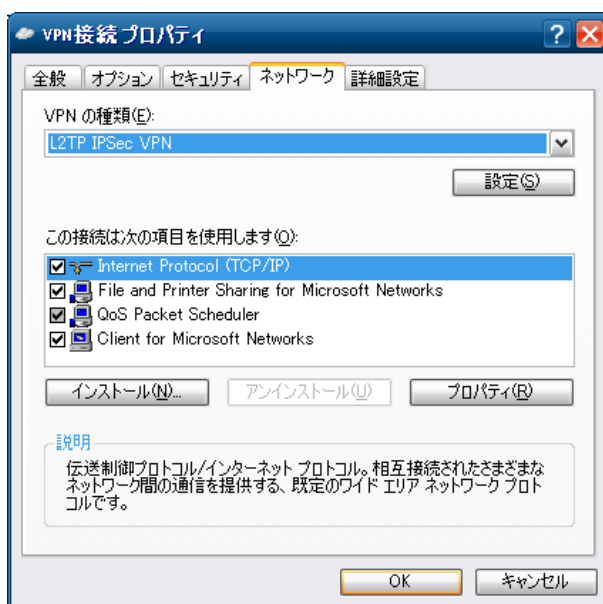 VPN接続 プロパティ
全般 オプション セキュリティ ネットワーク 詳細設定
VPN の種類(E):
L2TP IPSec VPN
設定(S)
この接続は次の項目を使用します(O):
Internet Protocol (TCP/IP)
File and Printer Sharing for Microsoft Networks
QoS Packet Scheduler
Client for Microsoft Networks
インストール(N)... アンインストール(U) プロパティ(R)
説明
伝送制御プロトコル/インターネット プロトコル。相互接続されたさまざまな
ネットワーク間の通信を提供する、既定のワイド エリア ネットワーク プロト
コルです。
OK キャンセル